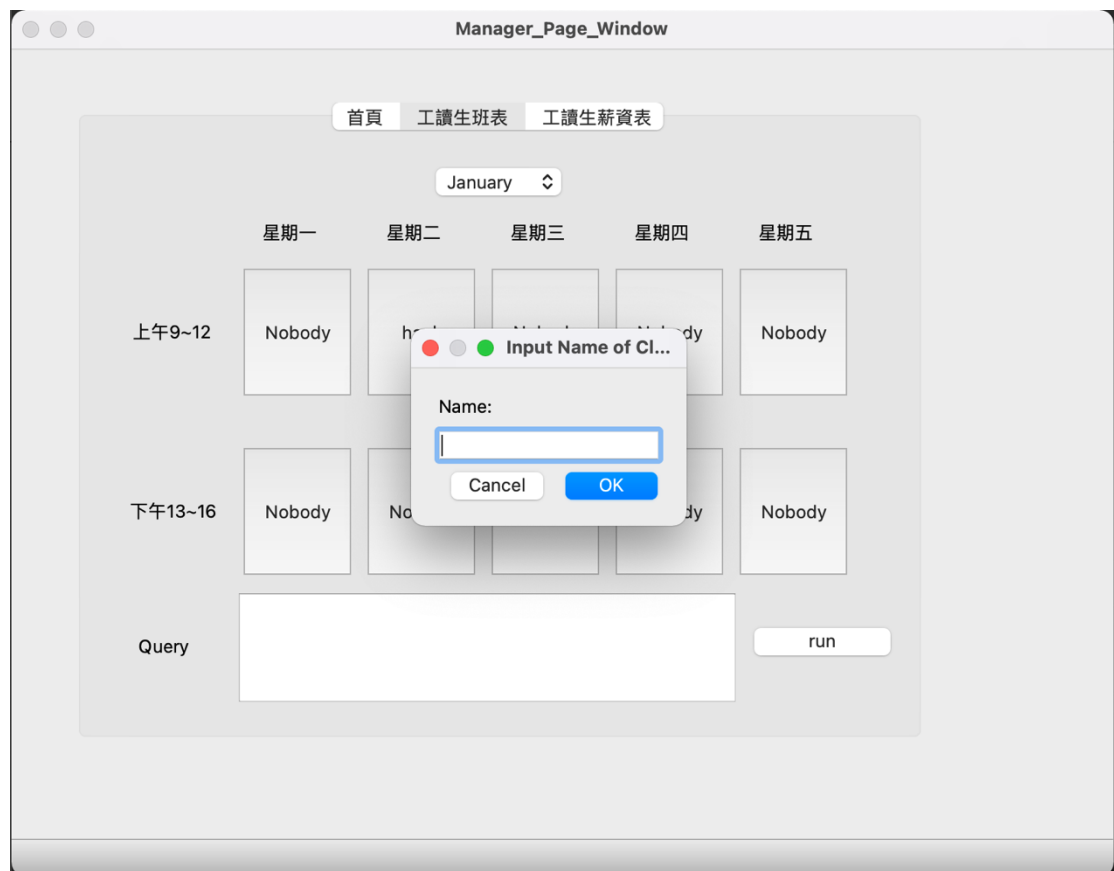 Manager_Page_Window
首頁 工讀生班表 工讀生薪資表
January
星期一 星期二 星期三 星期四 星期五
上午9~12 Nobody Nobody
Input Name of Cl...
Name:
Cancel OK
下午13~16 Nobody Nobody
Query run